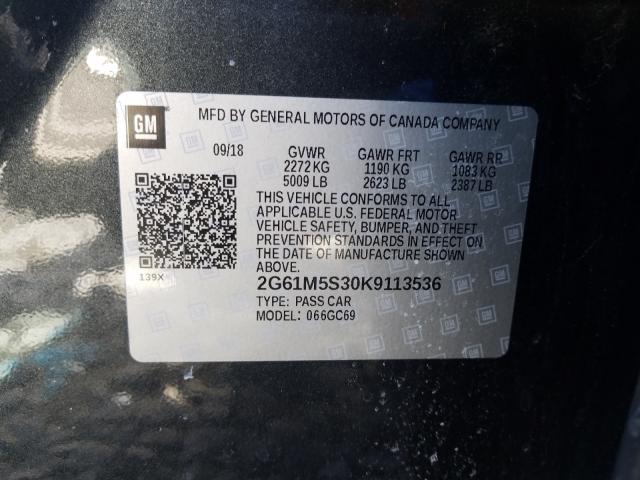 GM
MFD BY GENERAL MOTORS OF CANADA COMPANY
09/18 GVWR GAWR FRT GAWR RR
2272 KG 1190 KG 1083 KG
5009 LB 2623 LB 2387 LB
THIS VEHICLE CONFORMS TO ALL
APPLICABLE U.S. FEDERAL MOTOR
VEHICLE SAFETY, BUMPER, AND THEFT
PREVENTION STANDARDS IN EFFECT ON
THE DATE OF MANUFACTURE SHOWN
ABOVE.
139X
2G61M5S30K9113536
TYPE: PASS CAR
MODEL: 066GC69